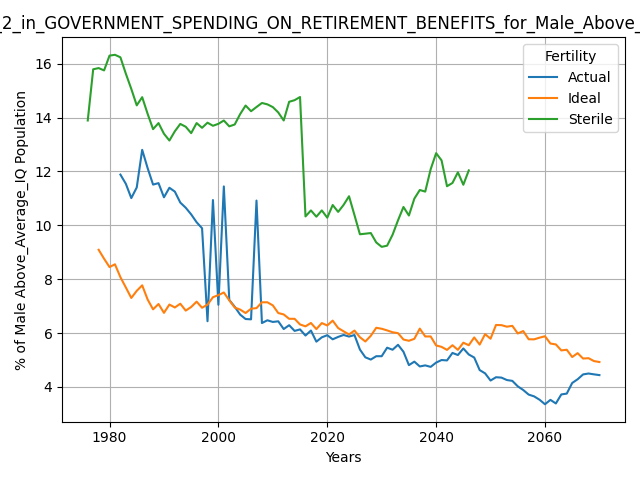 _2_in_GOVERNMENT_SPENDING_ON_RETIREMENT_BENEFITS_for_Male_Above_
% of Male Above_Average_IQ Population
16
14
12
10
8
6
4
Fertility
Actual
Ideal
Sterile
1980
2000
2020
2040
2060
Years